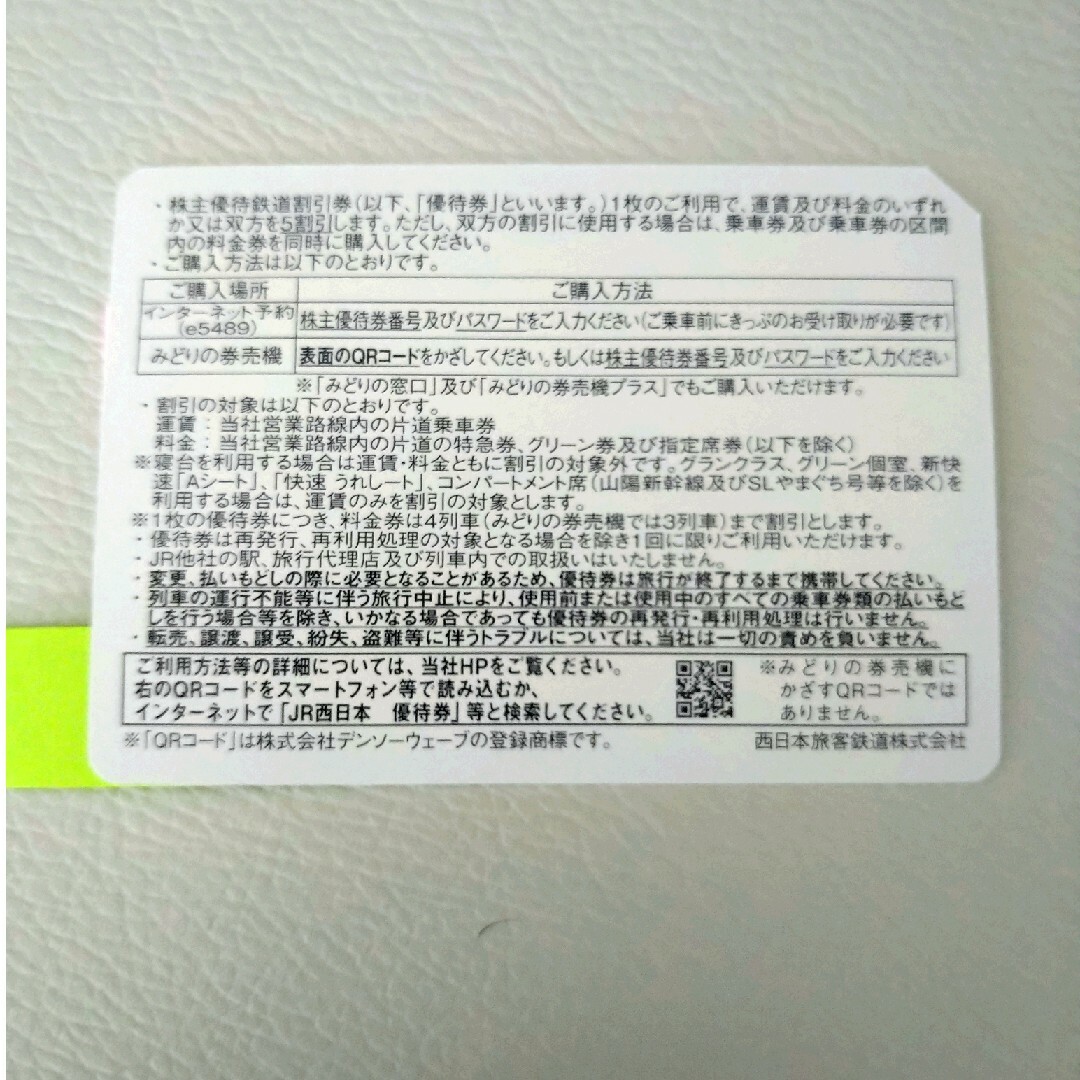 ・株主優待鉄道割引券(以下、「優待券」といいます。)1枚のご利用で、運賃及び料金のいずれ
か又は双方を5割引します。ただし、双方の割引に使用する場合は、乗車券及び乗車券の区間
内の料金券を同時に購入してください。
・ご購入方法は以下のとおりです。
ご購入場所 ご購入方法
インターネット予約
(e5489)
株主優待券番号及びパスワードをご入力ください(ご乗車前にきっぷのお受け取りが必要です)
みどりの券売機 表面のQRコードをかざしてください。もしくは株主優待券番号及びパスワードをご入力ください
※「みどりの窓口」及び「みどりの券売機プラス」でもご購入いただけます。
・割引の対象は以下のとおりです。
運賃:当社営業路線内の片道乗車券
料金:当社営業路線内の片道の特急券、グリーン券及び指定席券(以下を除く)
※寝台を利用する場合は運賃・料金ともに割引の対象外です。グランクラス、グリーン個室、新快
速「Aシート」、「快速 うれしート」、コンパートメント席(山陽新幹線及びSLやまぐち号等を除く)を
利用する場合は、運賃のみを割引の対象とします。
※1枚の優待券につき、料金券は4列車(みどりの券売機では3列車)まで割引とします。
・優待券は再発行、再利用処理の対象となる場合を除き1回に限りご利用いただけます。
・JR他社の駅、旅行代理店及び列車内での取扱いはいたしません。
・変更、払いもどしの際に必要となることがあるため、優待券は旅行が終了するまで携帯してください。
・列車の運行不能等に伴う旅行中止により、使用前または使用中のすべての乗車券類の払いもど
しを行う場合等を除き、いかなる場合であっても優待券の再発行・再利用処理は行いません。
・転売、譲渡、譲受、紛失、盗難等に伴うトラブルについては、当社は一切の責めを負いません。
ご利用方法等の詳細については、当社HPをご覧ください。
右のQRコードをスマートフォン等で読み込むか、
インターネットで「JR西日本 優待券」等と検索してください。
※みどりの券売機に
かざすQRコードでは
ありません。
※「QRコード」は株式会社デンソーウェーブの登録商標です。
西日本旅客鉄道株式会社